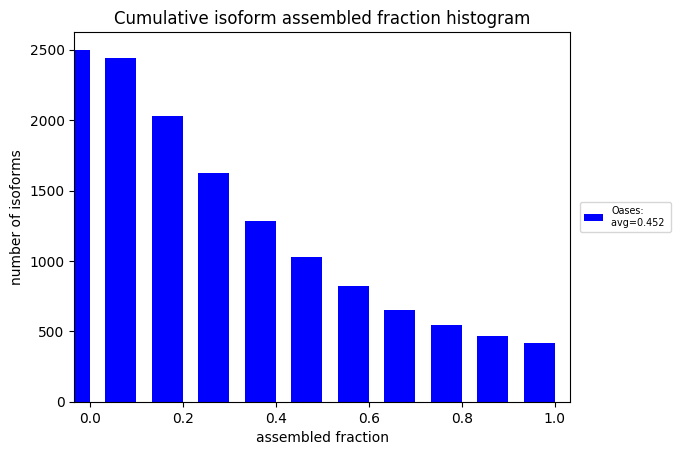 Cumulative isoform assembled fraction histogram
2500
2000
1500
1000
500
0
number of isoforms
0.0 0.2 0.4 0.6 0.8 1.0
assembled fraction
Oases:
avg=0.452